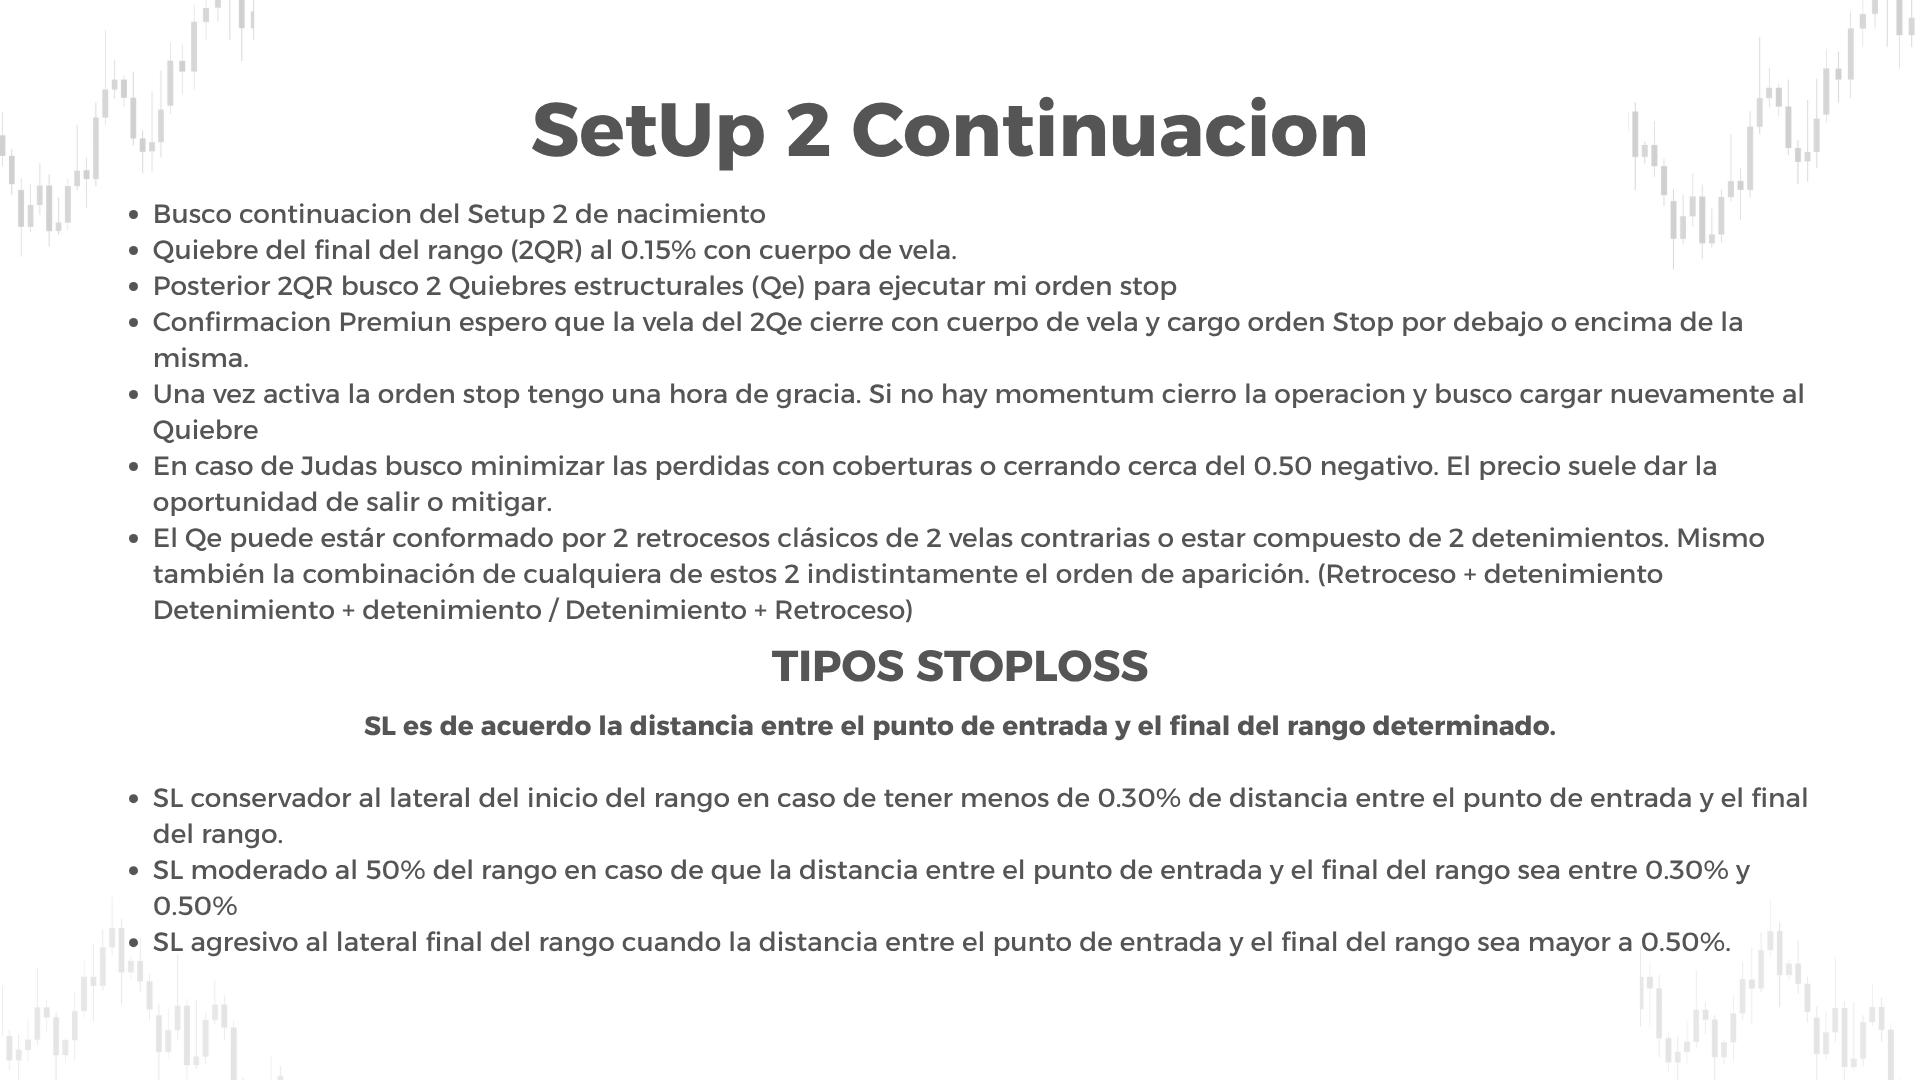 SetUp 2 Continuacion
• Busco continuacion del Setup 2 de nacimiento
• Quiebre del final del rango (2QR) al 0.15% con cuerpo de vela.
• Posterior 2QR busco 2 Quiebres estructurales (Qe) para ejecutar mi orden stop
• Confirmacion Premiun espero que la vela del 2Qe cierre con cuerpo de vela y cargo orden Stop por debajo o encima de la
misma.
• Una vez activa la orden stop tengo una hora de gracia. Si no hay momentum cierro la operacion y busco cargar nuevamente al
Quiebre
• En caso de Judas busco minimizar las perdidas con coberturas o cerrando cerca del 0.50 negativo. El precio suele dar la
oportunidad de salir o mitigar.
• El Qe puede estár conformado por 2 retrocesos clásicos de 2 velas contrarias o estar compuesto de 2 detenimientos. Mismo
también la combinación de cualquiera de estos 2 indistintamente el orden de aparición. (Retroceso + detenimiento
Detenimiento + detenimiento / Detenimiento + Retroceso)
TIPOS STOPLOSS
SL es de acuerdo la distancia entre el punto de entrada y el final del rango determinado.
• SL conservador al lateral del inicio del rango en caso de tener menos de 0.30% de distancia entre el punto de entrada y el final
del rango.
• SL moderado al 50% del rango en caso de que la distancia entre el punto de entrada y el final del rango sea entre 0.30% y
0.50%
• SL agresivo al lateral final del rango cuando la distancia entre el punto de entrada y el final del rango sea mayor a 0.50%.